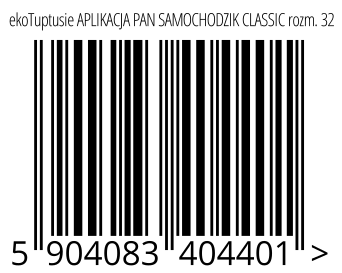 ekoTuptusie APLIKACJA PAN SAMOCHODZIK CLASSIC rozm. 32
5 904083 404401 >